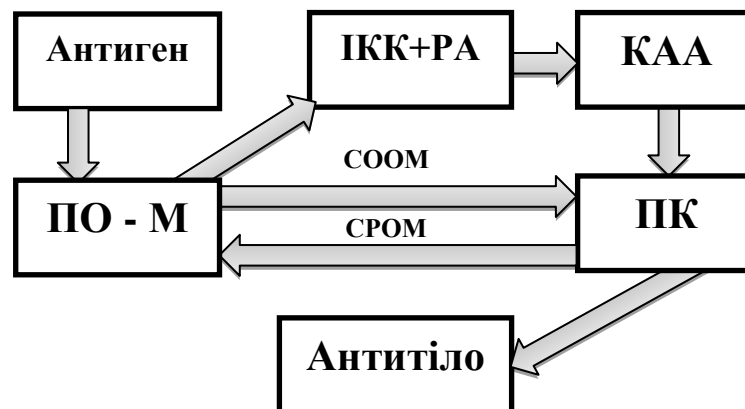 Антиген
ІКК+РА
КАА
СООМ
ПО - М
ПК
СРОМ
Антитіло